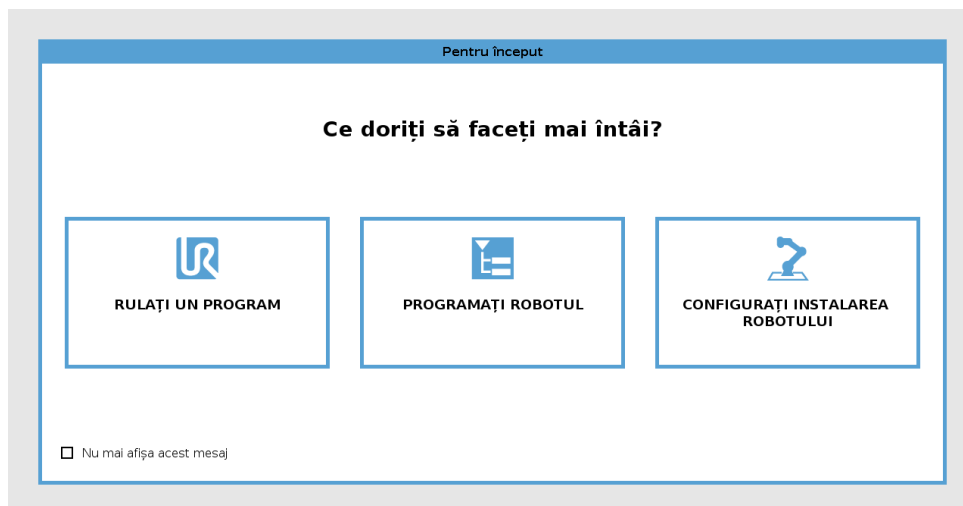 Pentru început
Ce doriți să faceți mai întâi?
UR
RULAȚI UN PROGRAM
PROGRAMAȚI ROBOTUL
CONFIGURAȚI INSTALAREA
ROBOTULUI
Nu mai afișa acest mesaj